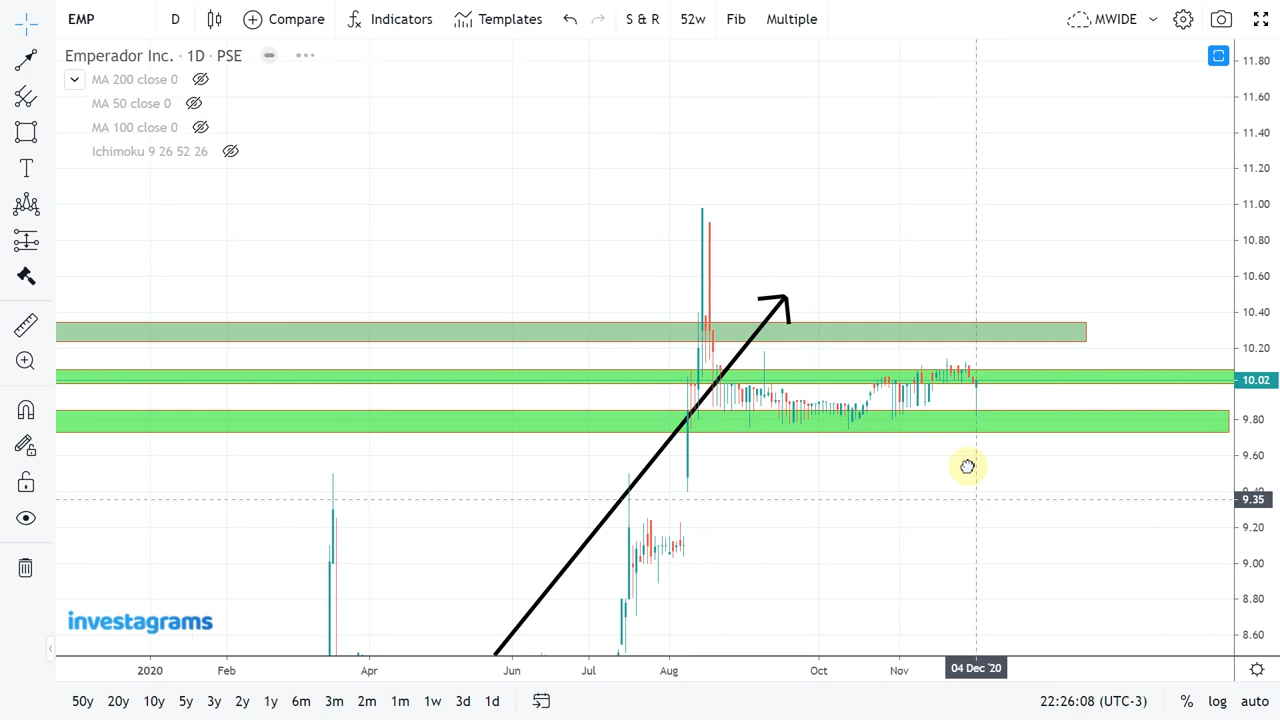 EMP D Compare Indicators Templates S & R 52w Fib Multiple MWIDE
Emperador Inc. · 1D · PSE
MA 200 close 0
MA 50 close 0
MA 100 close 0
Ichimoku 9 26 52 26
11.80
11.60
11.40
11.20
11.00
10.80
10.60
10.40
10.20
10.02
9.80
9.60
9.40
9.35
9.20
9.00
8.80
8.60
investagrams
2020 Feb Apr Jun Jul Aug Oct Nov 04 Dec '20
50y 20y 10y 5y 3y 2y 1y 6m 3m 2m 1m 1w 3d 1d 22:26:08 (UTC-3) % log auto